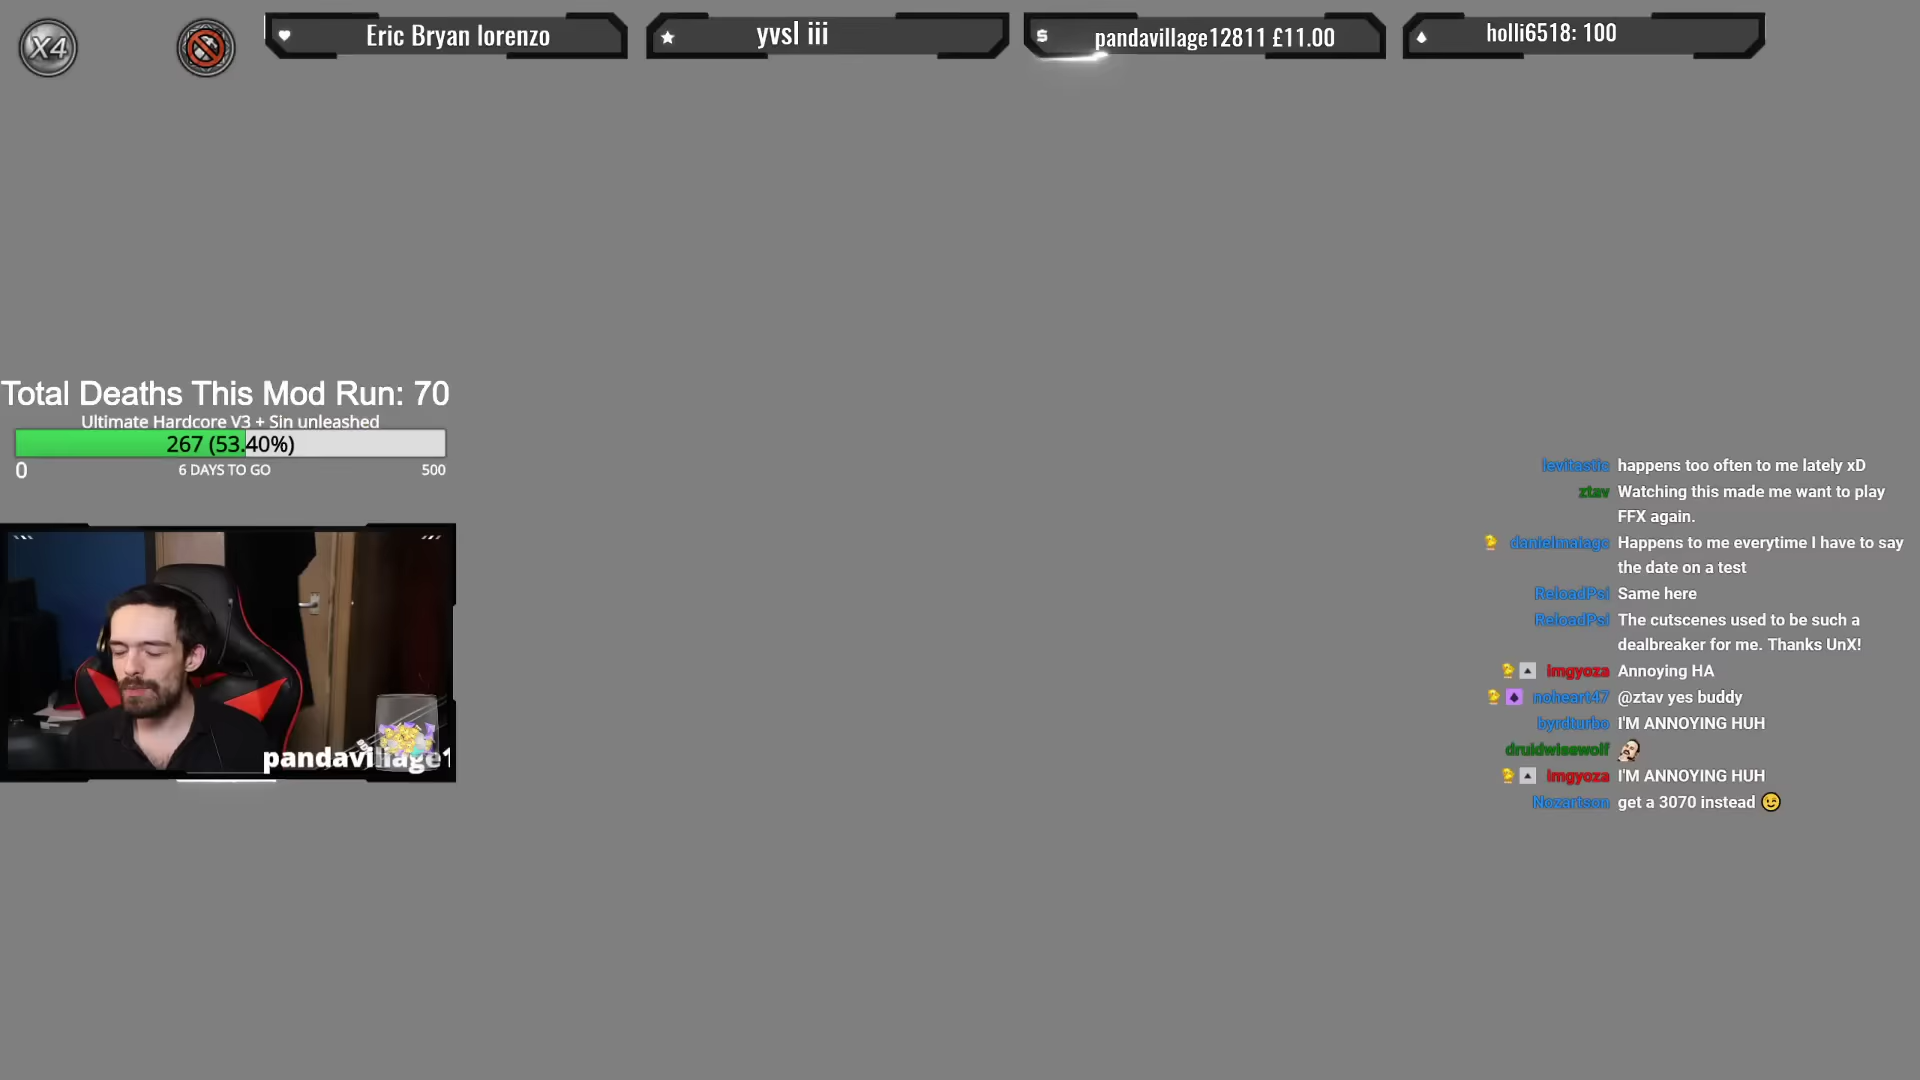 X4
Eric Bryan lorenzo
yvsl iii
pandavillage12811 £11.00
holli6518: 100
Total Deaths This Mod Run: 70
Ultimate Hardcore V3 + Sin unleashed
267 (53.40%)
0 6 DAYS TO GO 500
pandavillage1
levitastic happens too often to me lately xD
ztav Watching this made me want to play
FFX again.
danielmaiagc Happens to me everytime I have to say
the date on a test
ReloadPsi Same here
ReloadPsi The cutscenes used to be such a
dealbreaker for me. Thanks UnX!
imgyoza Annoying HA
noheart47 @ztav yes buddy
byrdturbo I'M ANNOYING HUH
druidwisewolf
imgyoza I'M ANNOYING HUH
Nozartson get a 3070 instead 😉